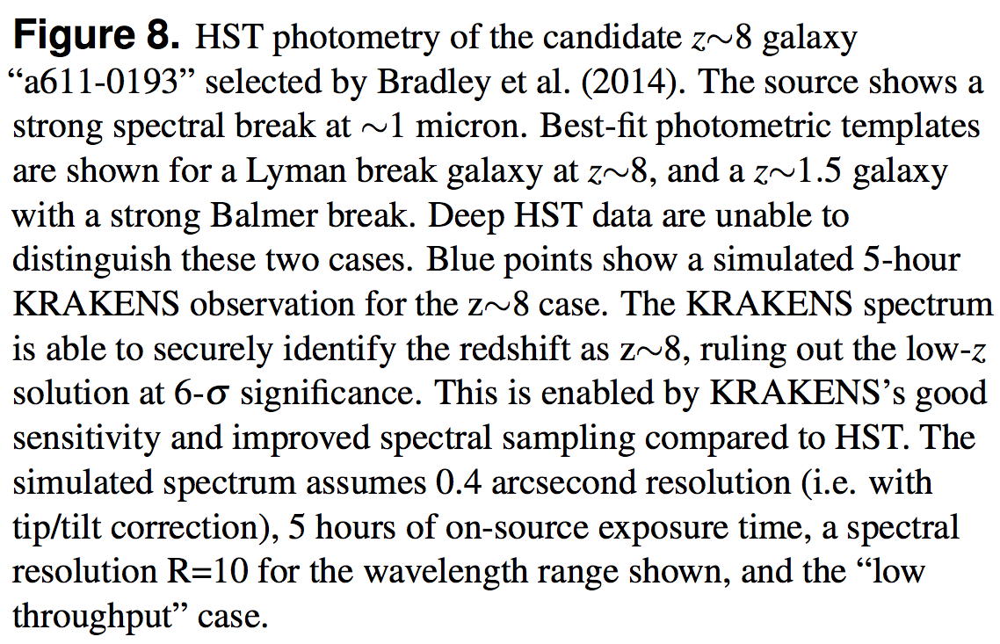 Figure 8. HST photometry of the candidate z∼8 galaxy
“a611-0193” selected by Bradley et al. (2014). The source shows a
strong spectral break at ∼1 micron. Best-fit photometric templates
are shown for a Lyman break galaxy at z∼8, and a z∼1.5 galaxy
with a strong Balmer break. Deep HST data are unable to
distinguish these two cases. Blue points show a simulated 5-hour
KRAKENS observation for the z∼8 case. The KRAKENS spectrum
is able to securely identify the redshift as z∼8, ruling out the low-z
solution at 6-σ significance. This is enabled by KRAKENS’s good
sensitivity and improved spectral sampling compared to HST. The
simulated spectrum assumes 0.4 arcsecond resolution (i.e. with
tip/tilt correction), 5 hours of on-source exposure time, a spectral
resolution R=10 for the wavelength range shown, and the “low
throughput” case.